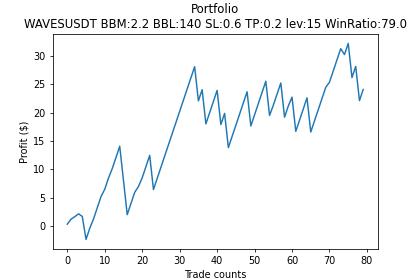 Portfolio
WAVESUSDT BBM:2.2 BBL:140 SL:0.6 TP:0.2 lev:15 WinRatio:79.0
Profit ($)
30
25
20
15
10
5
0
0 10 20 30 40 50 60 70 80
Trade counts